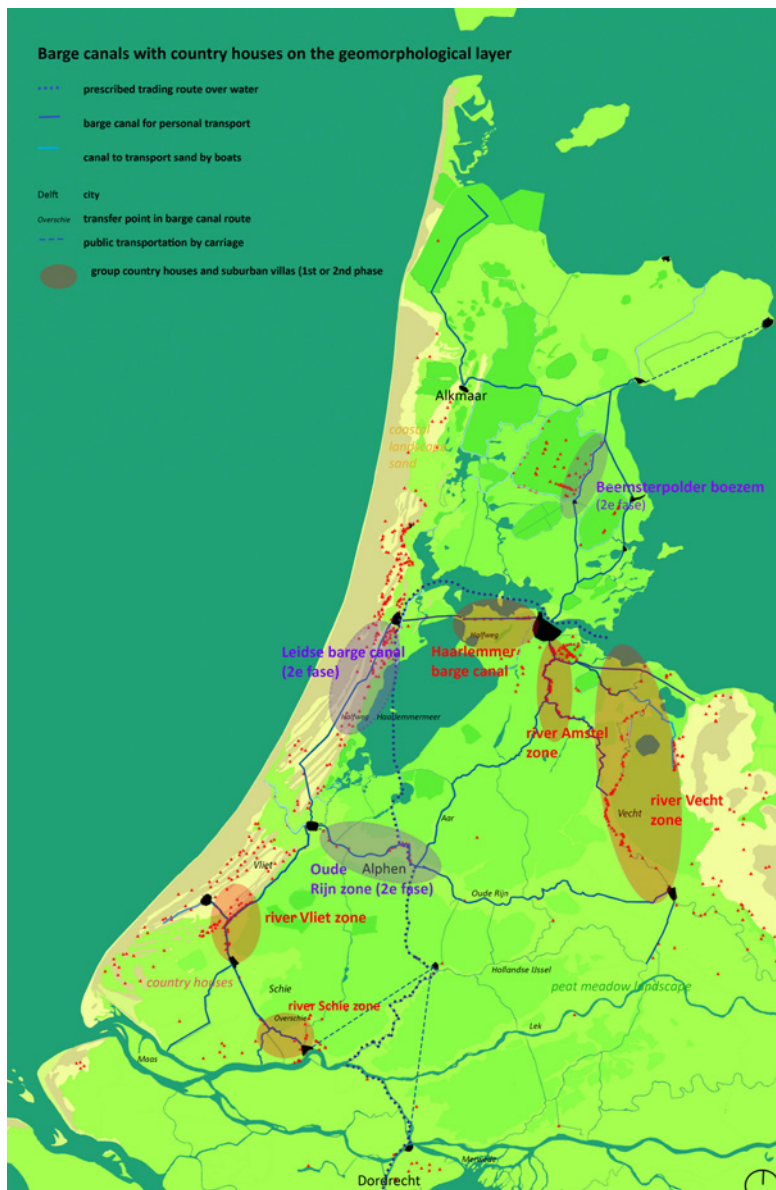 Barge canals with country houses on the geomorphological layer
prescribed trading route over water
barge canal for personal transport
canal to transport sand by boats
Delft city
Overschie transfer point in barge canal route
public transportation by carriage
group country houses and suburban villas (1st or 2nd phase
Alkmaar
coastal
landscape
sand
Beemsterpolder boezem
(2e fase)
Halfweg
Leidse barge canal
(2e fase)
Haarlemmer
barge canal
Halfweg
Haarlemmermeer
river Amstel
zone
river Vecht
zone
Vecht
Aar
Vliet
Oude Alphen
Rijn zone (2e fase)
Oude Rijn
river Vliet zone
Hollandse IJssel
country houses
Schie
peat meadow landscape
river Schie zone
Overschie
Lek
Maas
Merwede
Dordrecht